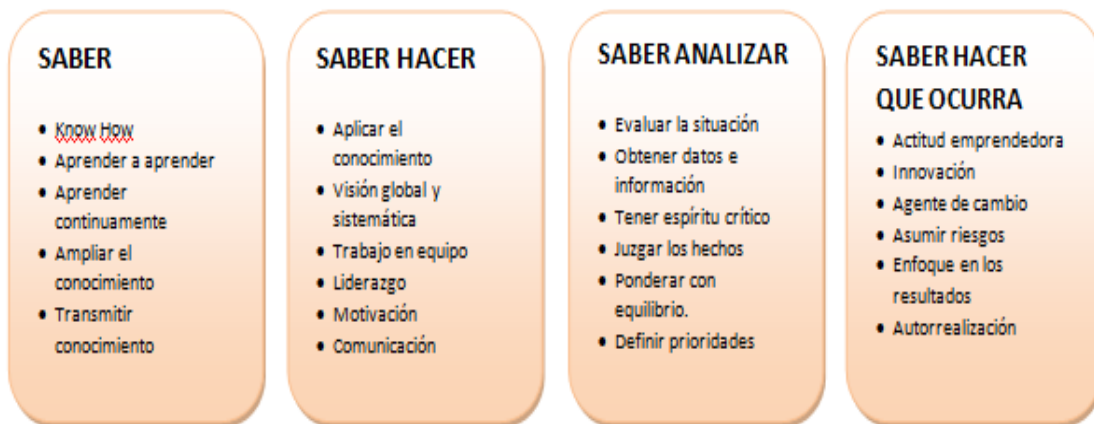 SABER
• Know How
• Aprender a aprender
• Aprender
continuamente
• Ampliar el
conocimiento
• Transmitir
conocimiento
SABER HACER
• Aplicar el
conocimiento
• Visión global y
sistemática
• Trabajo en equipo
• Liderazgo
• Motivación
• Comunicación
SABER ANALIZAR
• Evaluar la situación
• Obtener datos e
información
• Tener espíritu crítico
• Juzgar los hechos
• Ponderar con
equilibrio.
• Definir prioridades
SABER HACER
QUE OCURRA
• Actitud emprendedora
• Innovación
• Agente de cambio
• Asumir riesgos
• Enfoque en los
resultados
• Autorrealización